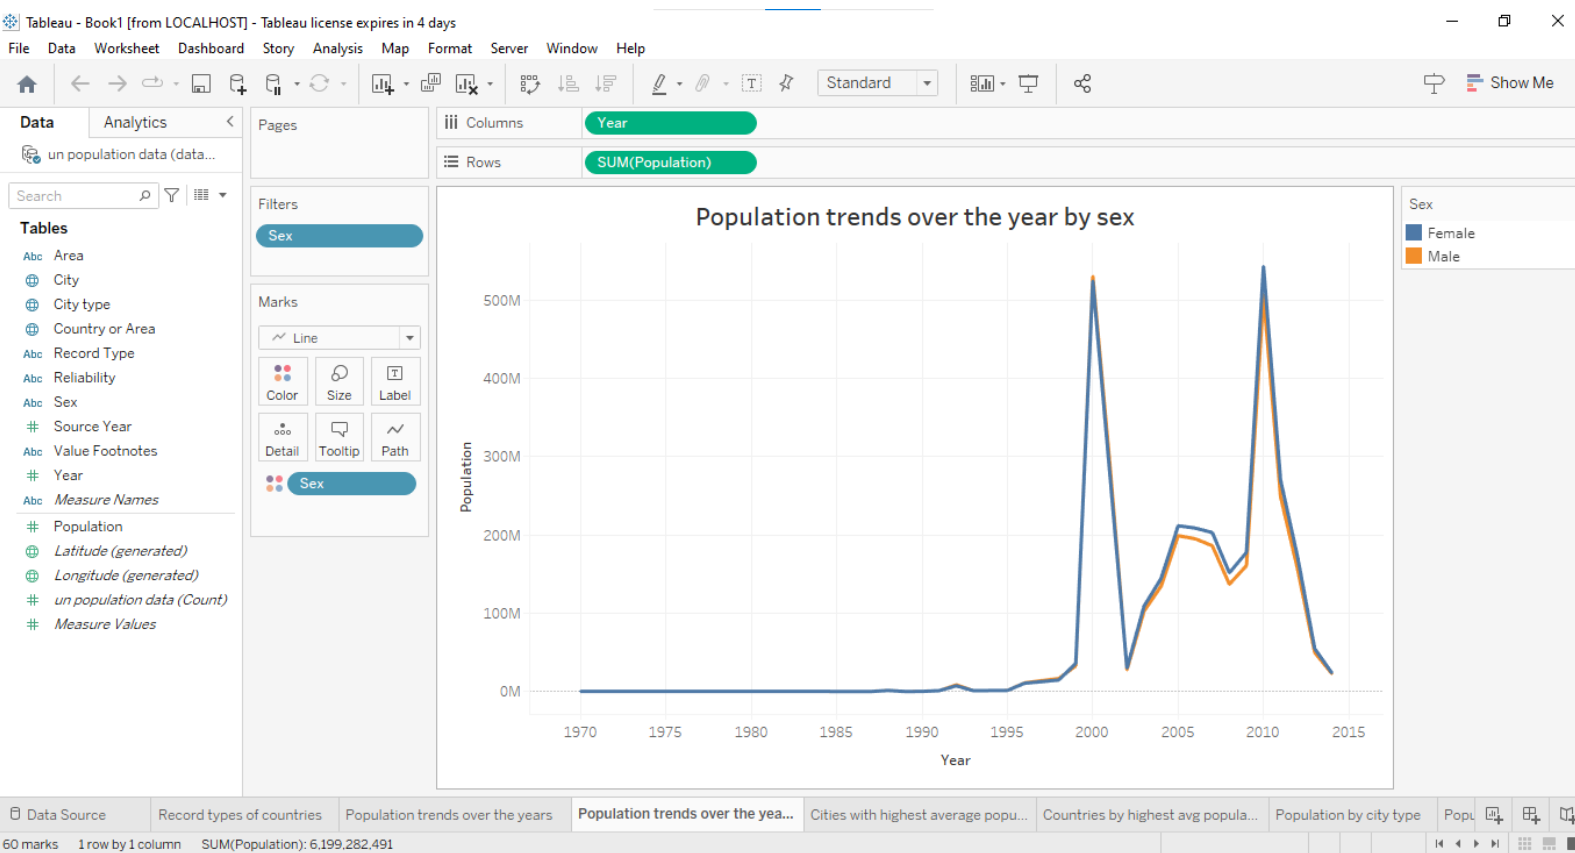 Tableau - Book1 [from LOCALHOST] - Tableau license expires in 4 days
File Data Worksheet Dashboard Story Analysis Map Format Server Window Help
Standard
Show Me
Data Analytics
un population data (data...
Search
Tables
Abc Area
City
City type
Country or Area
Abc Record Type
Abc Reliability
Abc Sex
# Source Year
Abc Value Footnotes
# Year
Abc Measure Names
# Population
Latitude (generated)
Longitude (generated)
# un population data (Count)
# Measure Values
Pages
Filters
Sex
Marks
Line
Color Size Label
Detail Tooltip Path
Sex
Columns Year
Rows SUM(Population)
Population trends over the year by sex
Population
500M
400M
300M
200M
100M
0M
1970 1975 1980 1985 1990 1995 2000 2005 2010 2015
Year
Sex
Female
Male
Data Source Record types of countries Population trends over the years Population trends over the yea... Cities with highest average popu... Countries by highest avg popula... Population by city type Popu
60 marks 1 row by 1 column SUM(Population): 6,199,282,491